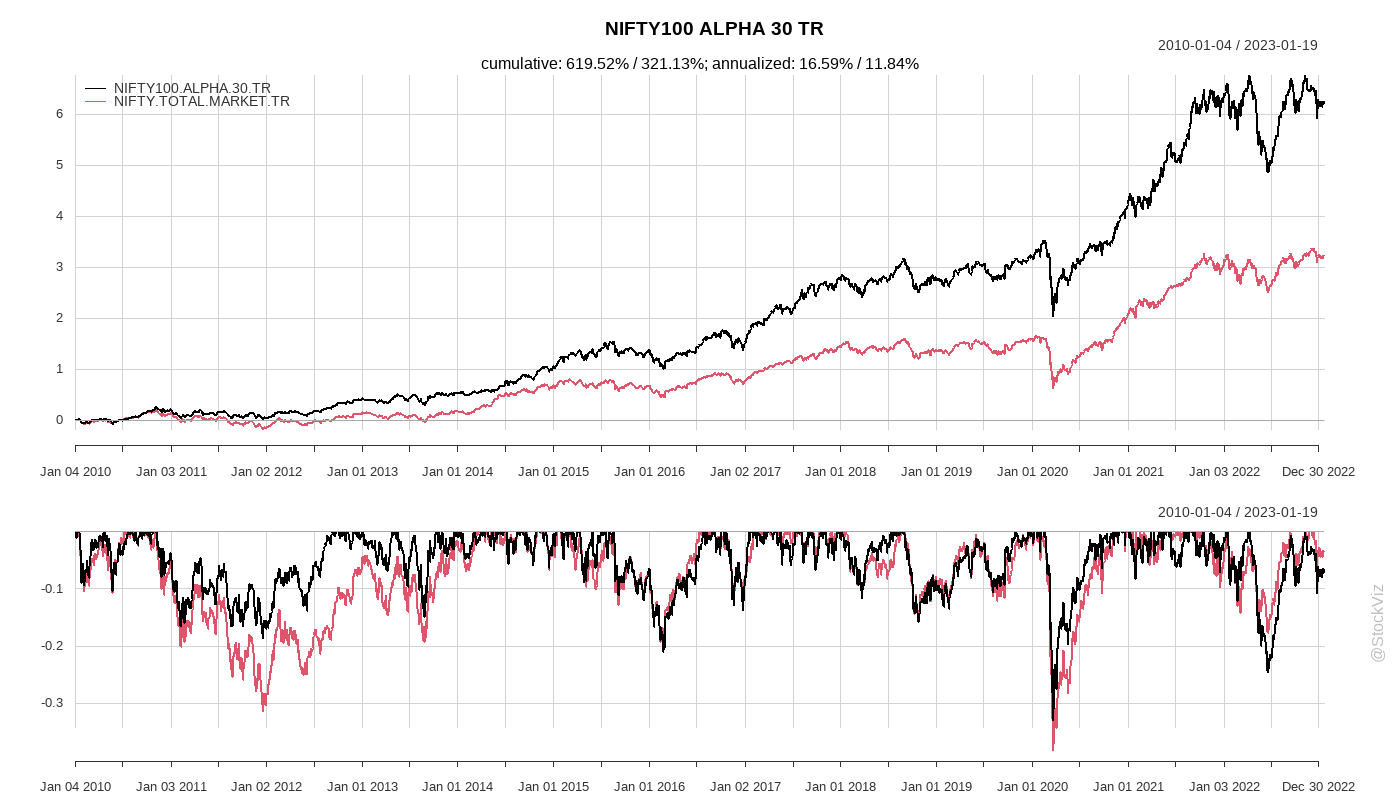 NIFTY100 ALPHA 30 TR
2010-01-04 / 2023-01-19
cumulative: 619.52% / 321.13%; annualized: 16.59% / 11.84%
NIFTY100.ALPHA.30.TR
NIFTY.TOTAL.MARKET.TR
6
5
4
3
2
1
0
Jan 04 2010 Jan 03 2011 Jan 02 2012 Jan 01 2013 Jan 01 2014 Jan 01 2015 Jan 01 2016 Jan 02 2017 Jan 01 2018 Jan 01 2019 Jan 01 2020 Jan 01 2021 Jan 03 2022 Dec 30 2022
2010-01-04 / 2023-01-19
-0.1
-0.2
-0.3
Jan 04 2010 Jan 03 2011 Jan 02 2012 Jan 01 2013 Jan 01 2014 Jan 01 2015 Jan 01 2016 Jan 02 2017 Jan 01 2018 Jan 01 2019 Jan 01 2020 Jan 01 2021 Jan 03 2022 Dec 30 2022
@StockViz